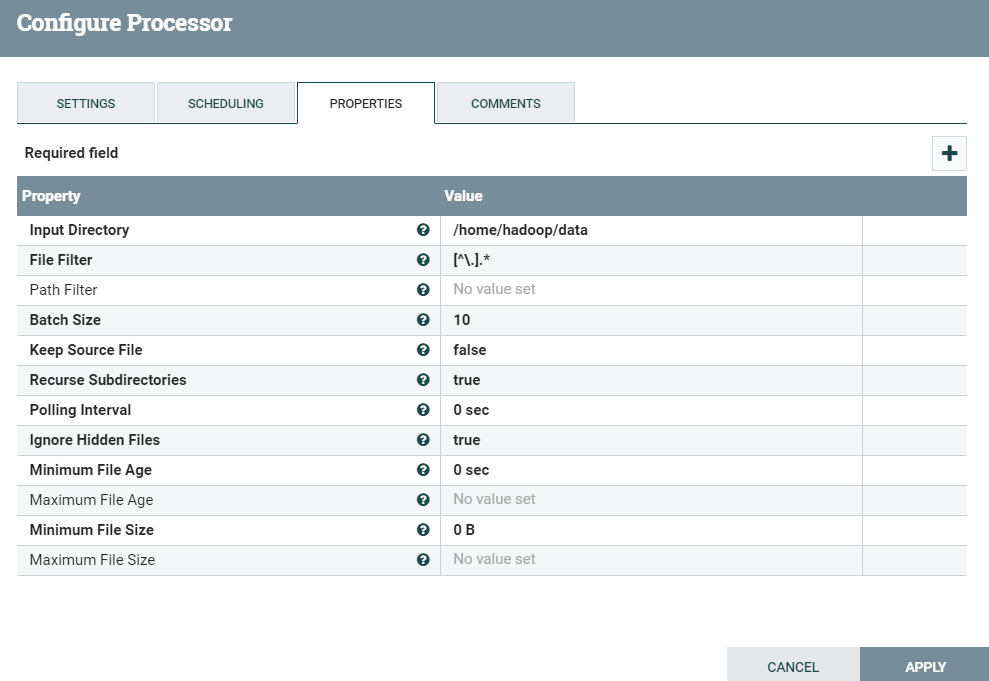 Configure Processor
SETTINGS SCHEDULING PROPERTIES COMMENTS
Required field
Property Value
Input Directory /home/hadoop/data
File Filter [^\.].*
Path Filter No value set
Batch Size 10
Keep Source File false
Recurse Subdirectories true
Polling Interval 0 sec
Ignore Hidden Files true
Minimum File Age 0 sec
Maximum File Age No value set
Minimum File Size 0 B
Maximum File Size No value set
CANCEL APPLY